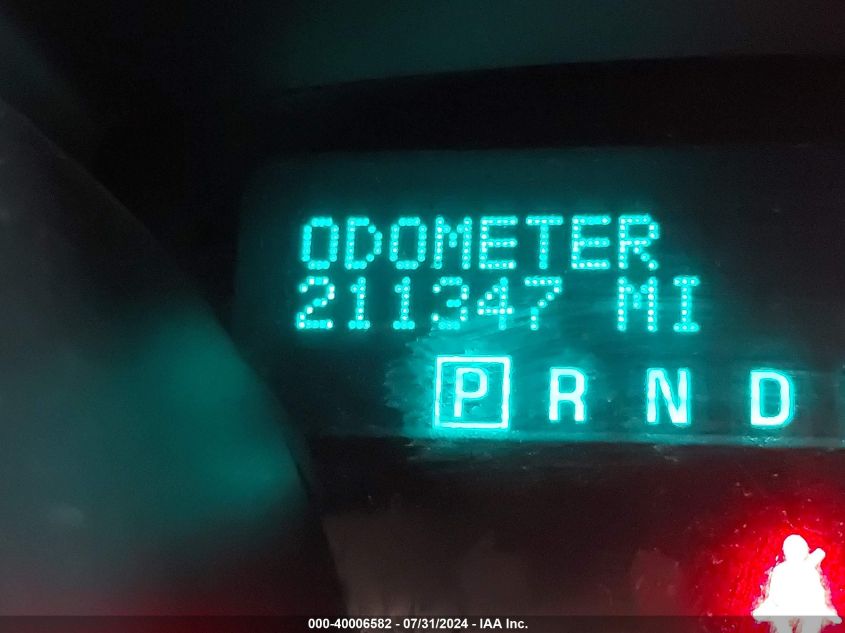 ODOMETER
211347 MI
P R N D
000-40006582 - 07/31/2024 - IAA Inc.